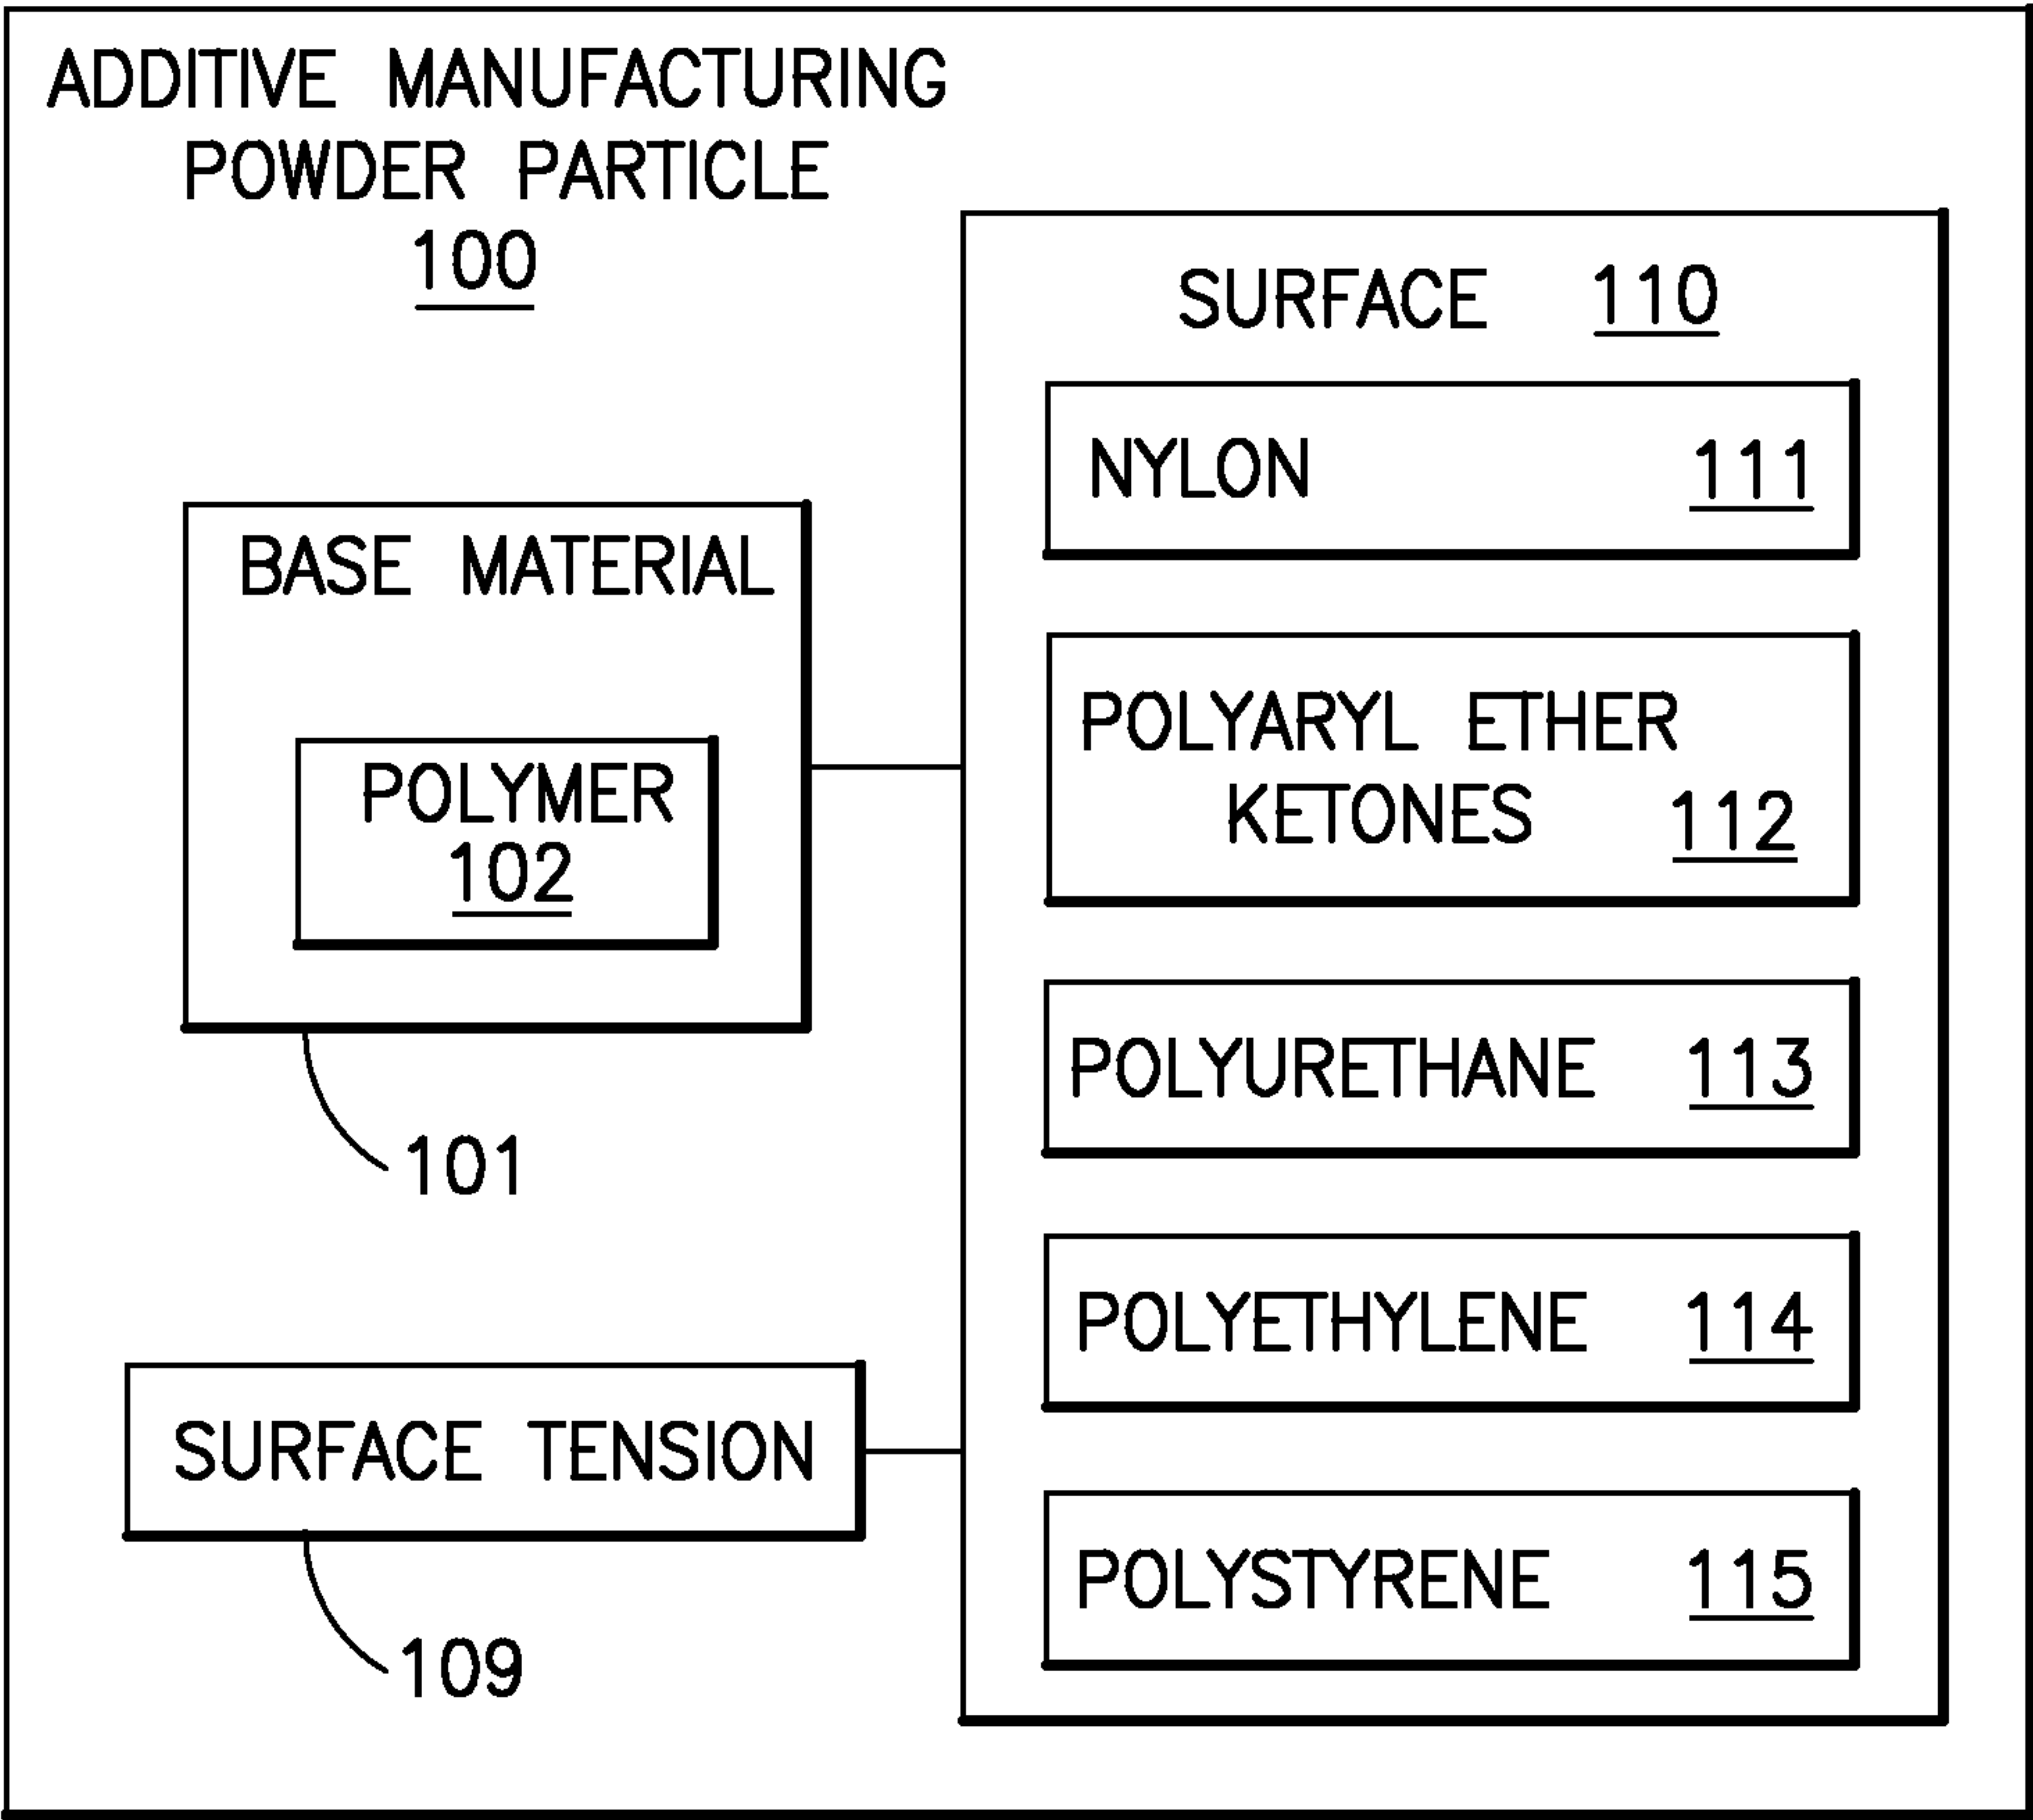 ADDITIVE MANUFACTURING
POWDER PARTICLE
100
BASE MATERIAL
POLYMER
102
101
SURFACE TENSION
109
SURFACE 110
NYLON 111
POLYARYL ETHER
KETONES 112
POLYURETHANE 113
POLYETHYLENE 114
POLYSTYRENE 115